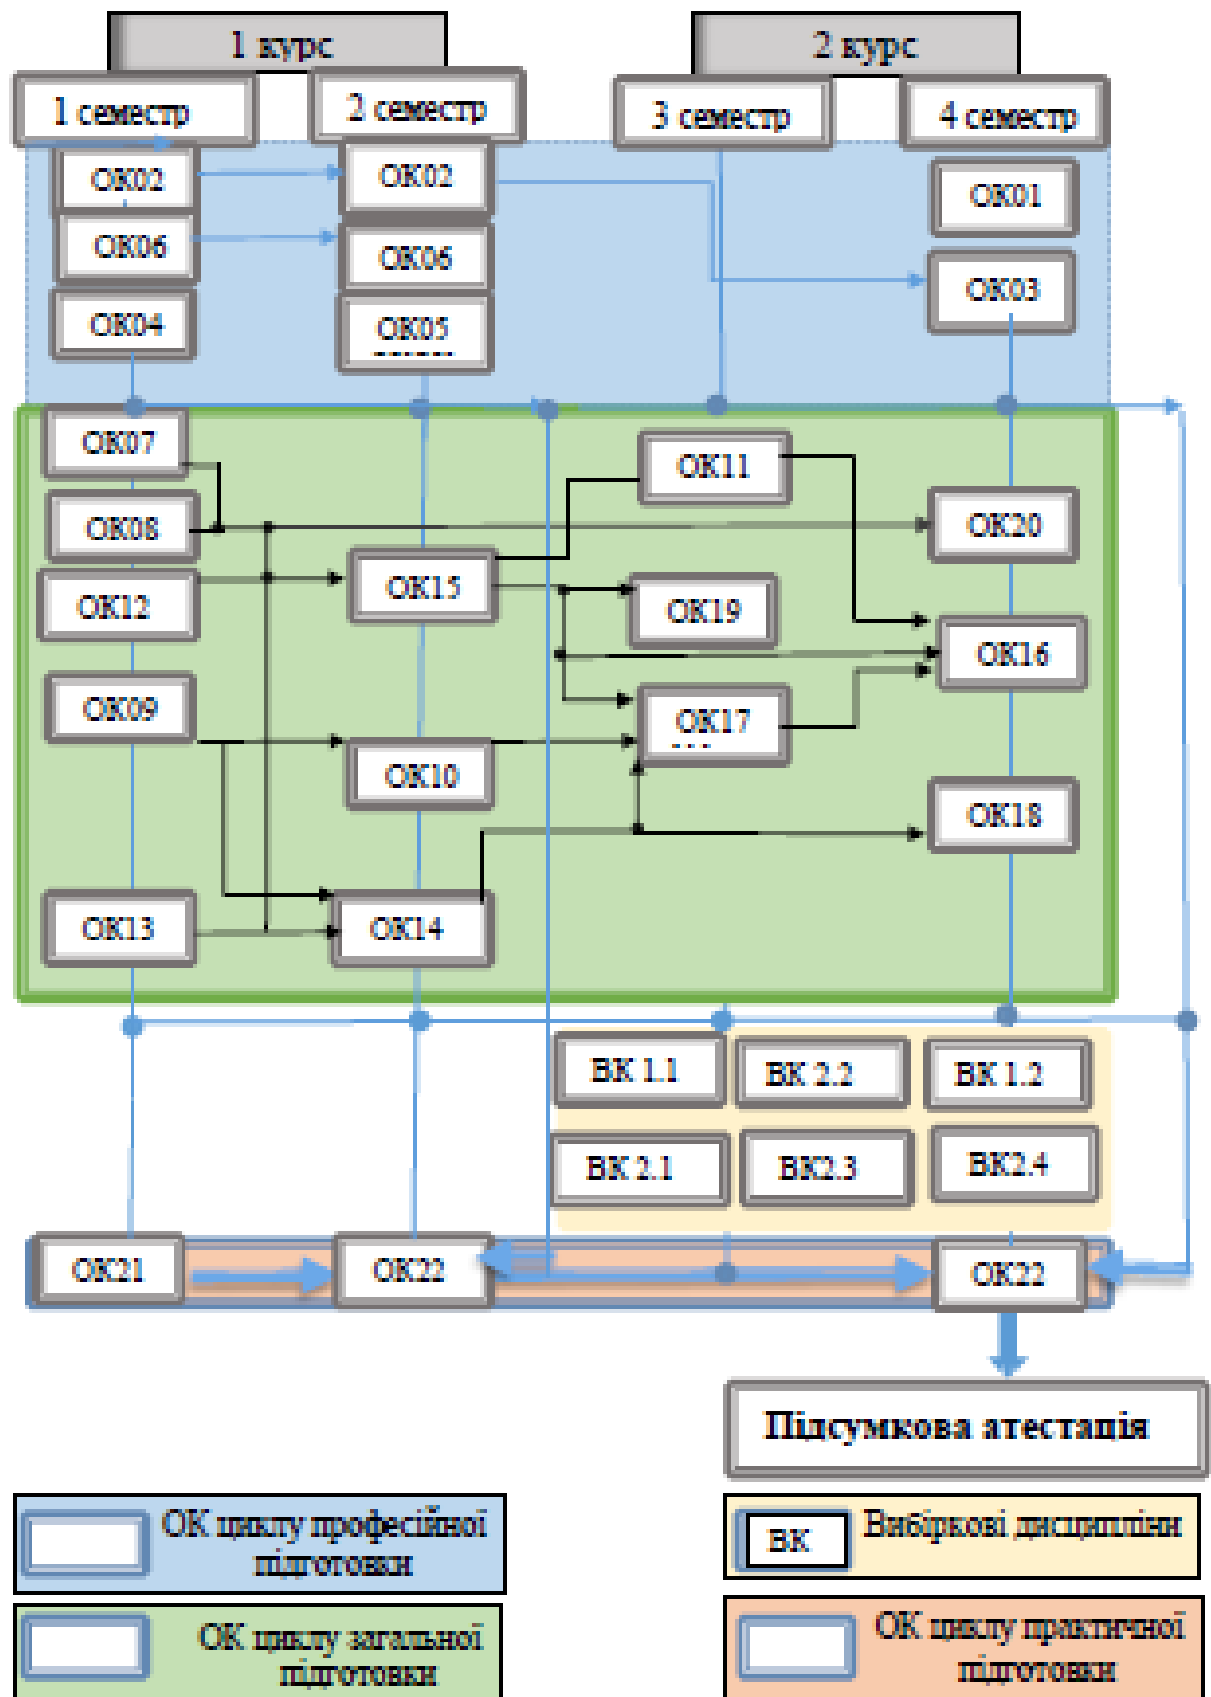 1 курс
2 курс
1 семестр
2 семестр
3 семестр
4 семестр
ОК02
ОК02
ОК01
ОК06
ОК06
ОК03
ОК04
ОК05
ОК07
ОК11
ОК08
ОК20
ОК12
ОК15
ОК19
ОК16
ОК09
ОК17
ОК10
ОК18
ОК13
ОК14
ВК 1.1
ВК 2.2
ВК 1.2
ВК 2.1
ВК2.3
ВК2.4
ОК21
ОК22
ОК22
Підсумкова атестація
ОК циклу професійної
підготовки
ВК
Вибіркові дисципліни
ОК циклу загальної
підготовки
ОК циклу практичної
підготовки